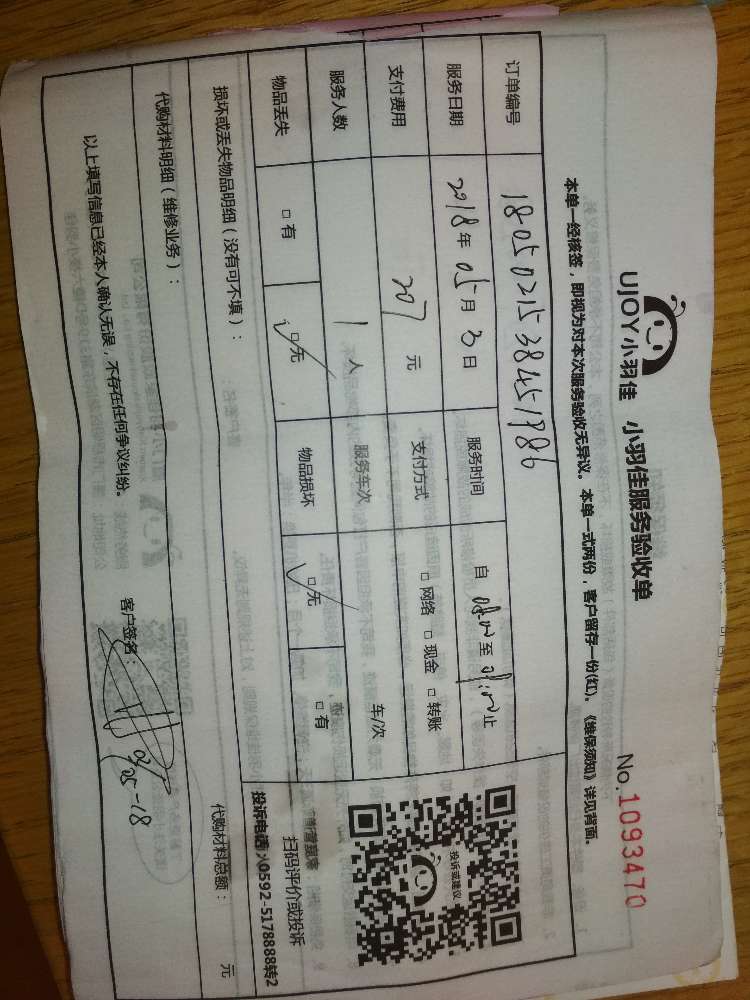 UJOY小羽佳 小羽佳服务验收单
No.1093470
本单一经核签，即视为对本次服务验收无异议。本单一式两份，客户留存一份(红)。《维保须知》详见背面。
订单编号 180502153845 1886
服务日期 2018年05月3日 服务时间 自 至 止
支付费用 207元 支付方式 □网络 □现金 □转账
服务人数 1人 服务车次 车/次
物品丢失 □有 □无 物品损坏 □无 □有
投诉或建议
扫码评价或投诉
投诉电话：0592-5178888转2
损坏或丢失物品明细（没有可不填）：
代购材料明细（维修业务）： 代购材料总额： 元
以上填写信息已经本人确认无误，不存在任何争议纠纷。 客户签名：